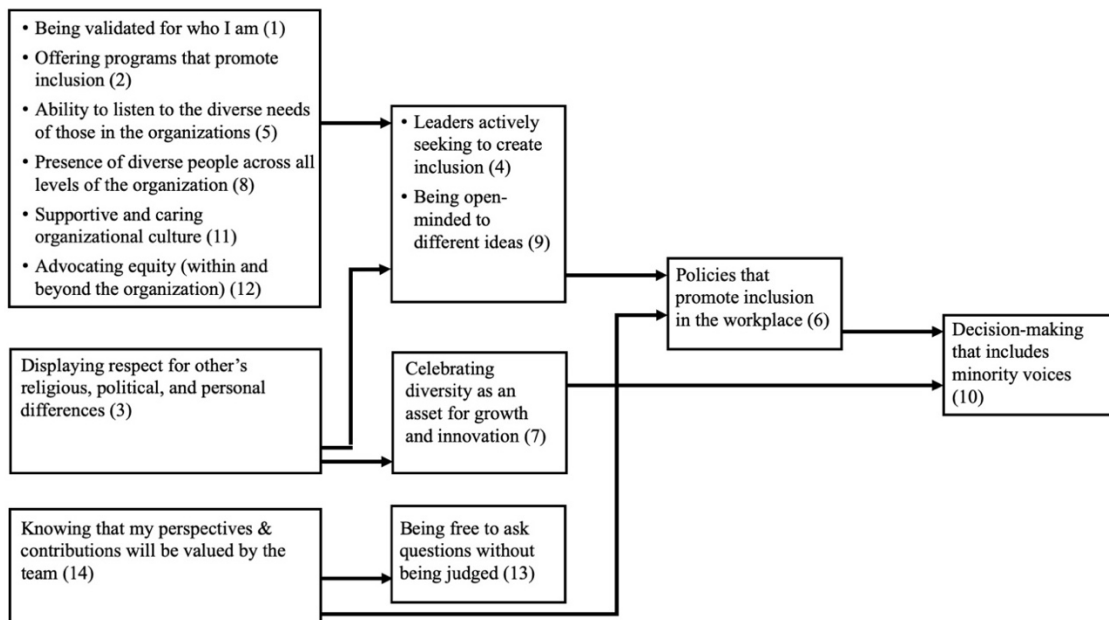 • Being validated for who I am (1)
• Offering programs that promote
inclusion (2)
• Ability to listen to the diverse needs
of those in the organizations (5)
• Presence of diverse people across all
levels of the organization (8)
• Supportive and caring
organizational culture (11)
• Advocating equity (within and
beyond the organization) (12)
Displaying respect for other’s
religious, political, and personal
differences (3)
Knowing that my perspectives &
contributions will be valued by the
team (14)
• Leaders actively
seeking to create
inclusion (4)
• Being open-
minded to
different ideas (9)
Celebrating
diversity as an
asset for growth
and innovation (7)
Being free to ask
questions without
being judged (13)
Policies that
promote inclusion
in the workplace (6)
Decision-making
that includes
minority voices
(10)